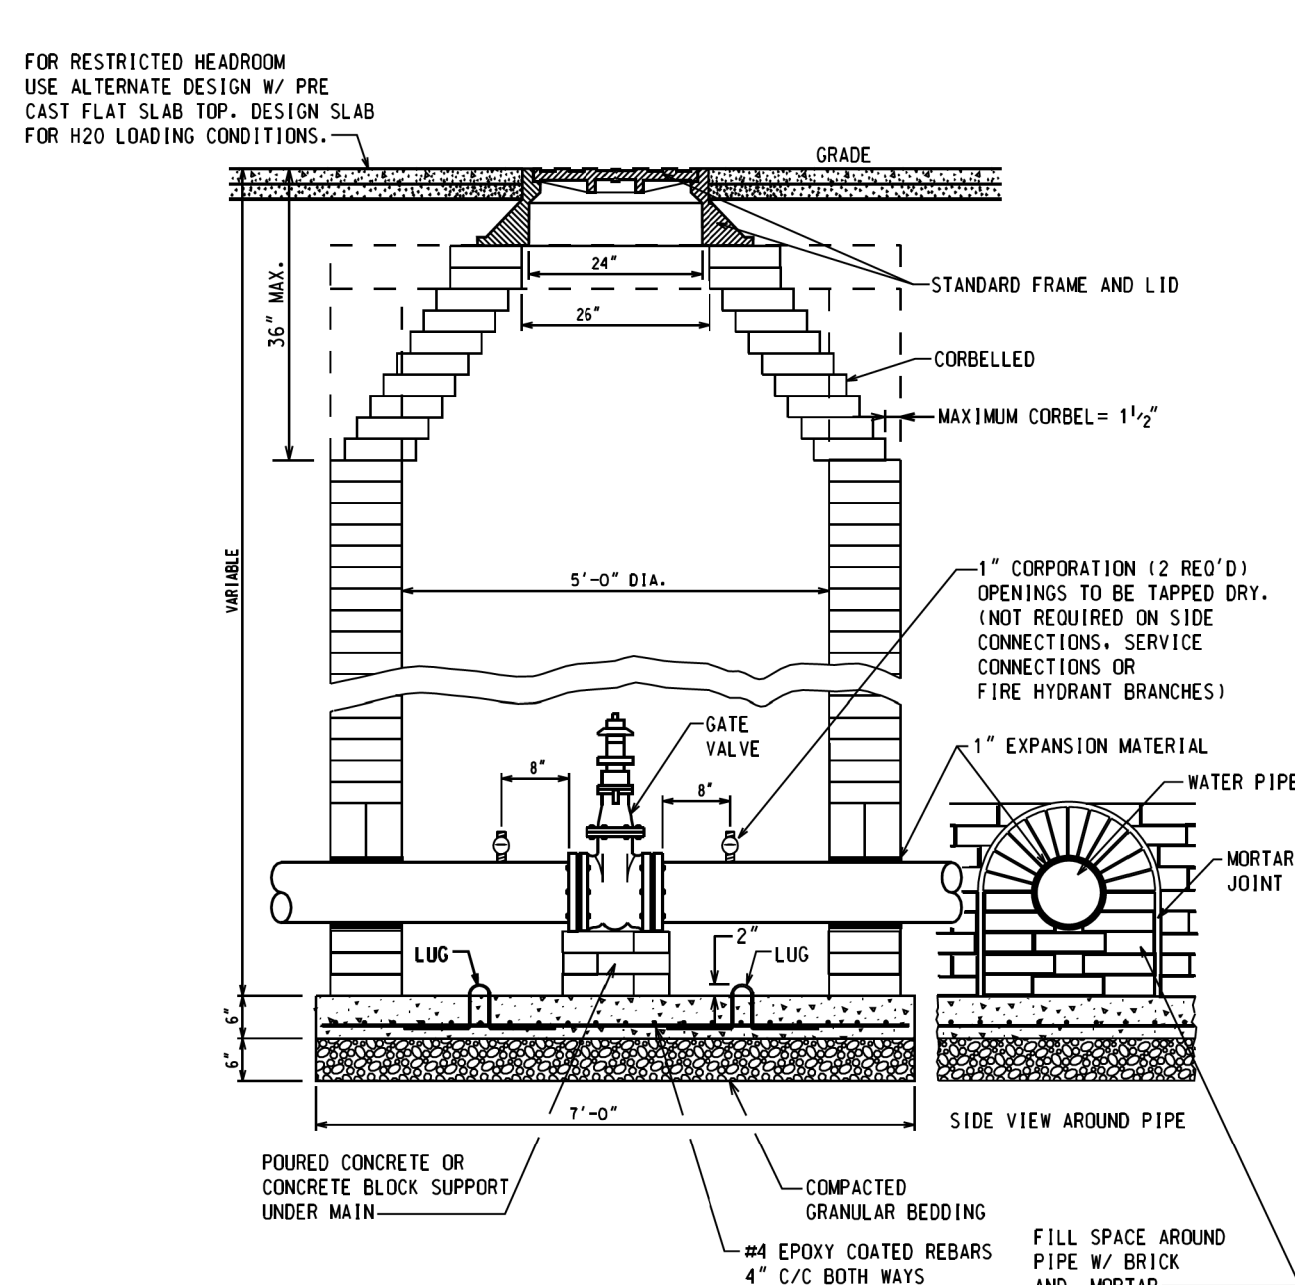 FOR RESTRICTED HEADROOM
USE ALTERNATE DESIGN W/ PRE
CAST FLAT SLAB TOP. DESIGN SLAB
FOR H20 LOADING CONDITIONS.
GRADE
24"
26"
36" MAX.
STANDARD FRAME AND LID
CORBELLED
MAXIMUM CORBEL= 1 1/2"
VARIABLE
5'-0" DIA.
1" CORPORATION (2 REQ'D)
OPENINGS TO BE TAPPED DRY.
(NOT REQUIRED ON SIDE
CONNECTIONS, SERVICE
CONNECTIONS OR
FIRE HYDRANT BRANCHES)
GATE
VALVE
1" EXPANSION MATERIAL
8"
8"
WATER PIPE
MORTAR
JOINT
LUG
2"
LUG
6"
6"
7'-0"
SIDE VIEW AROUND PIPE
POURED CONCRETE OR
CONCRETE BLOCK SUPPORT
UNDER MAIN
COMPACTED
GRANULAR BEDDING
#4 EPOXY COATED REBARS
4" C/C BOTH WAYS
FILL SPACE AROUND
PIPE W/ BRICK
AND MORTAR